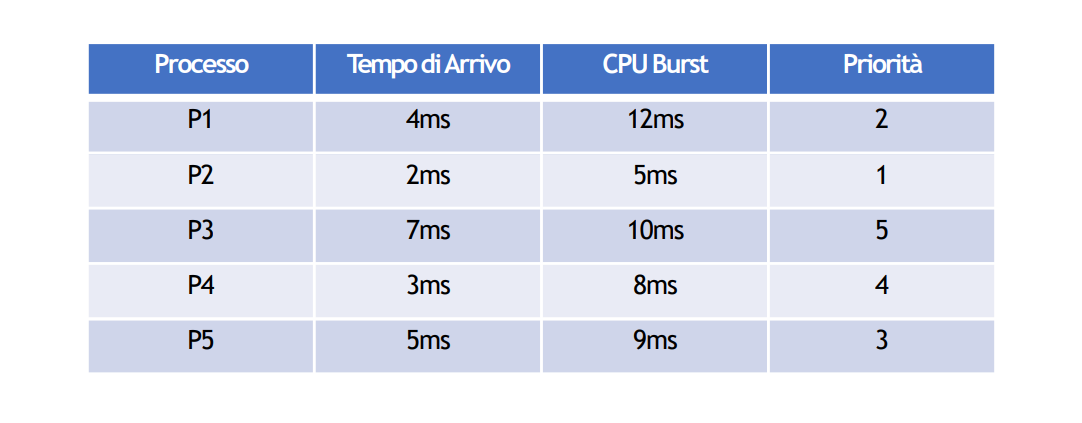 Processo Tempo di Arrivo CPU Burst Priorità
P1 4ms 12ms 2
P2 2ms 5ms 1
P3 7ms 10ms 5
P4 3ms 8ms 4
P5 5ms 9ms 3